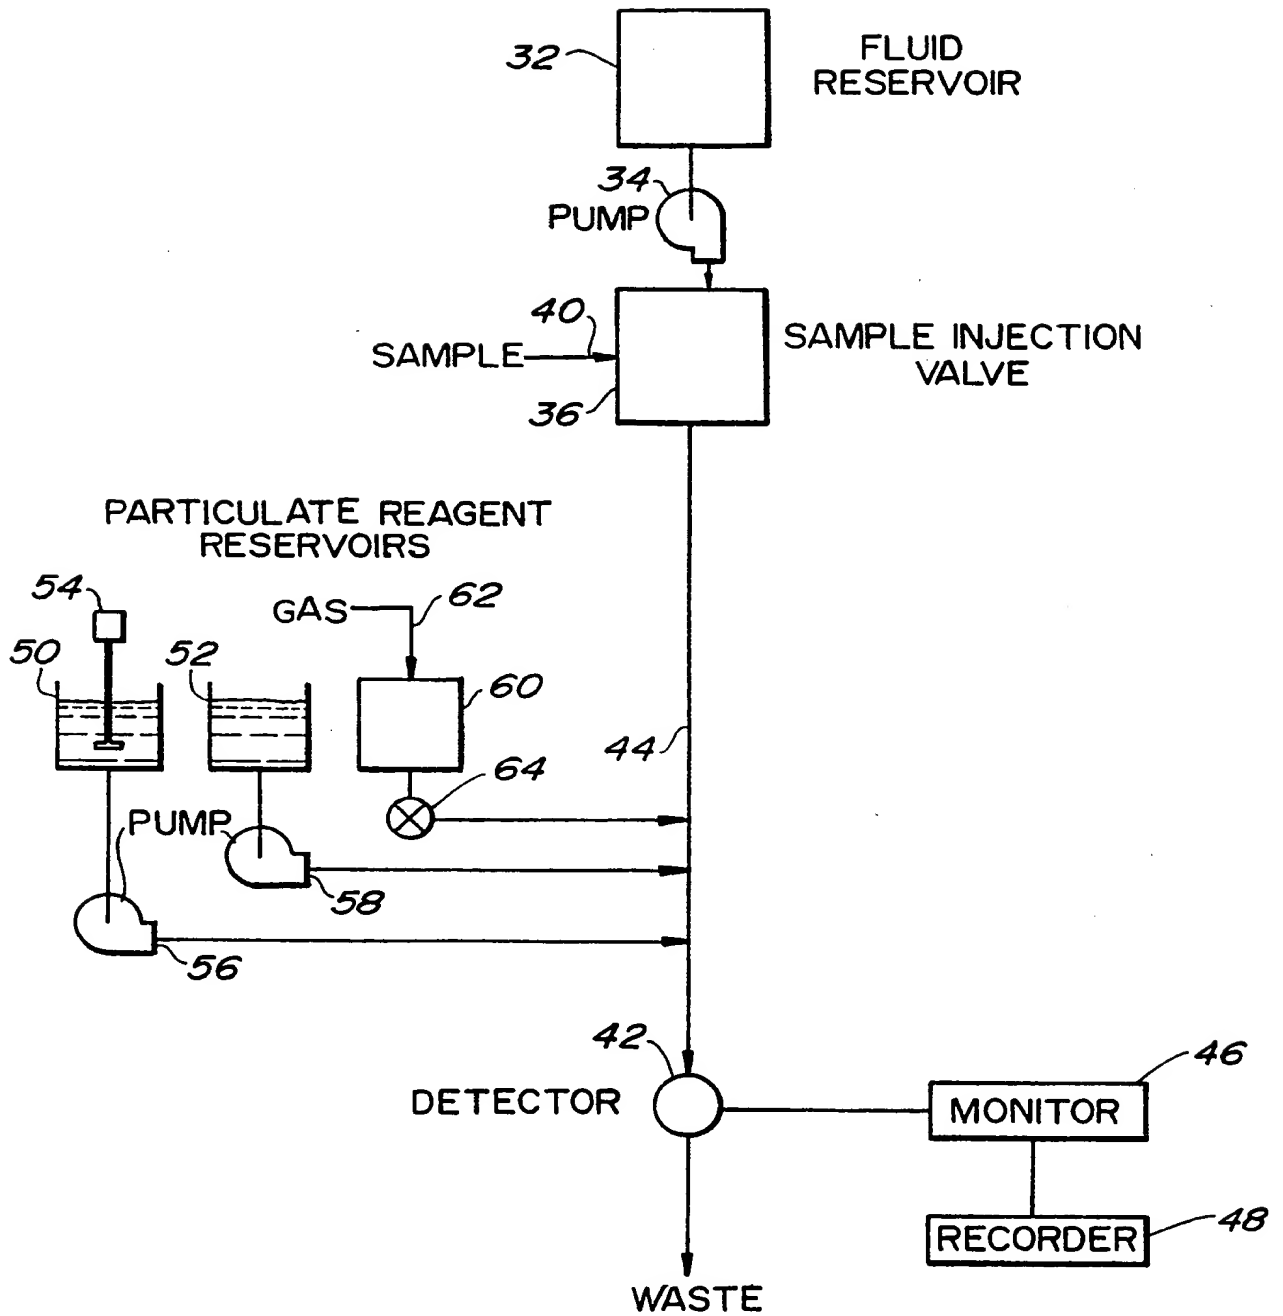 32
FLUID
RESERVOIR
34
PUMP
40
SAMPLE
SAMPLE INJECTION
VALVE
36
PARTICULATE REAGENT
RESERVOIRS
54
GAS
62
50
52
60
44
64
PUMP
58
56
42
46
DETECTOR
MONITOR
48
RECORDER
WASTE